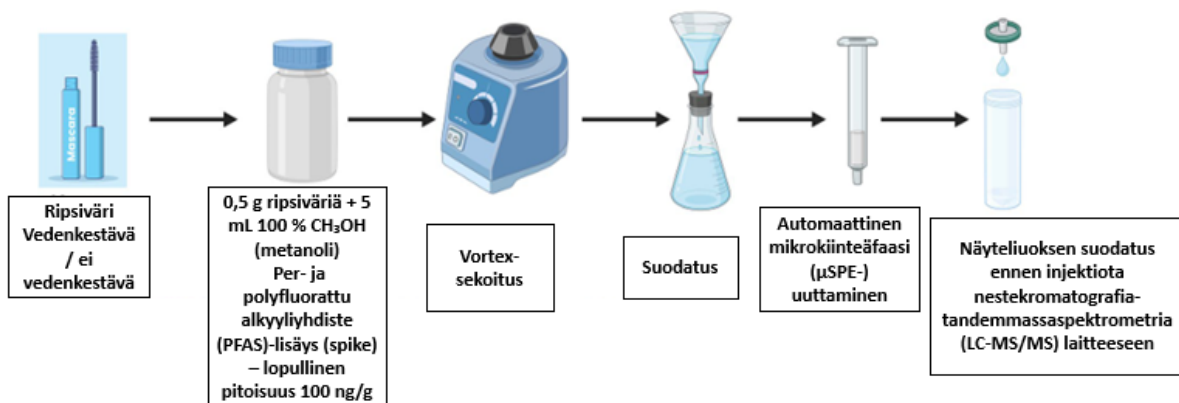 Mascara
Ripsiväri
Vedenkestävä
/ ei
vedenkestävä
0,5 g ripsiväriä + 5
mL 100 % CH₃OH
(metanoli)
Per- ja
polyfluorattu
alkyyliyhdiste
(PFAS)-lisäys (spike)
– lopullinen
pitoisuus 100 ng/g
Vortex-
sekoitus
Suodatus
Automaattinen
mikrokiinteäfaasi
(µSPE-)
uuttaminen
Näyteliuoksen suodatus
ennen injektiota
nestekromatografia-
tandemmassaspektrometria
(LC-MS/MS) laitteeseen